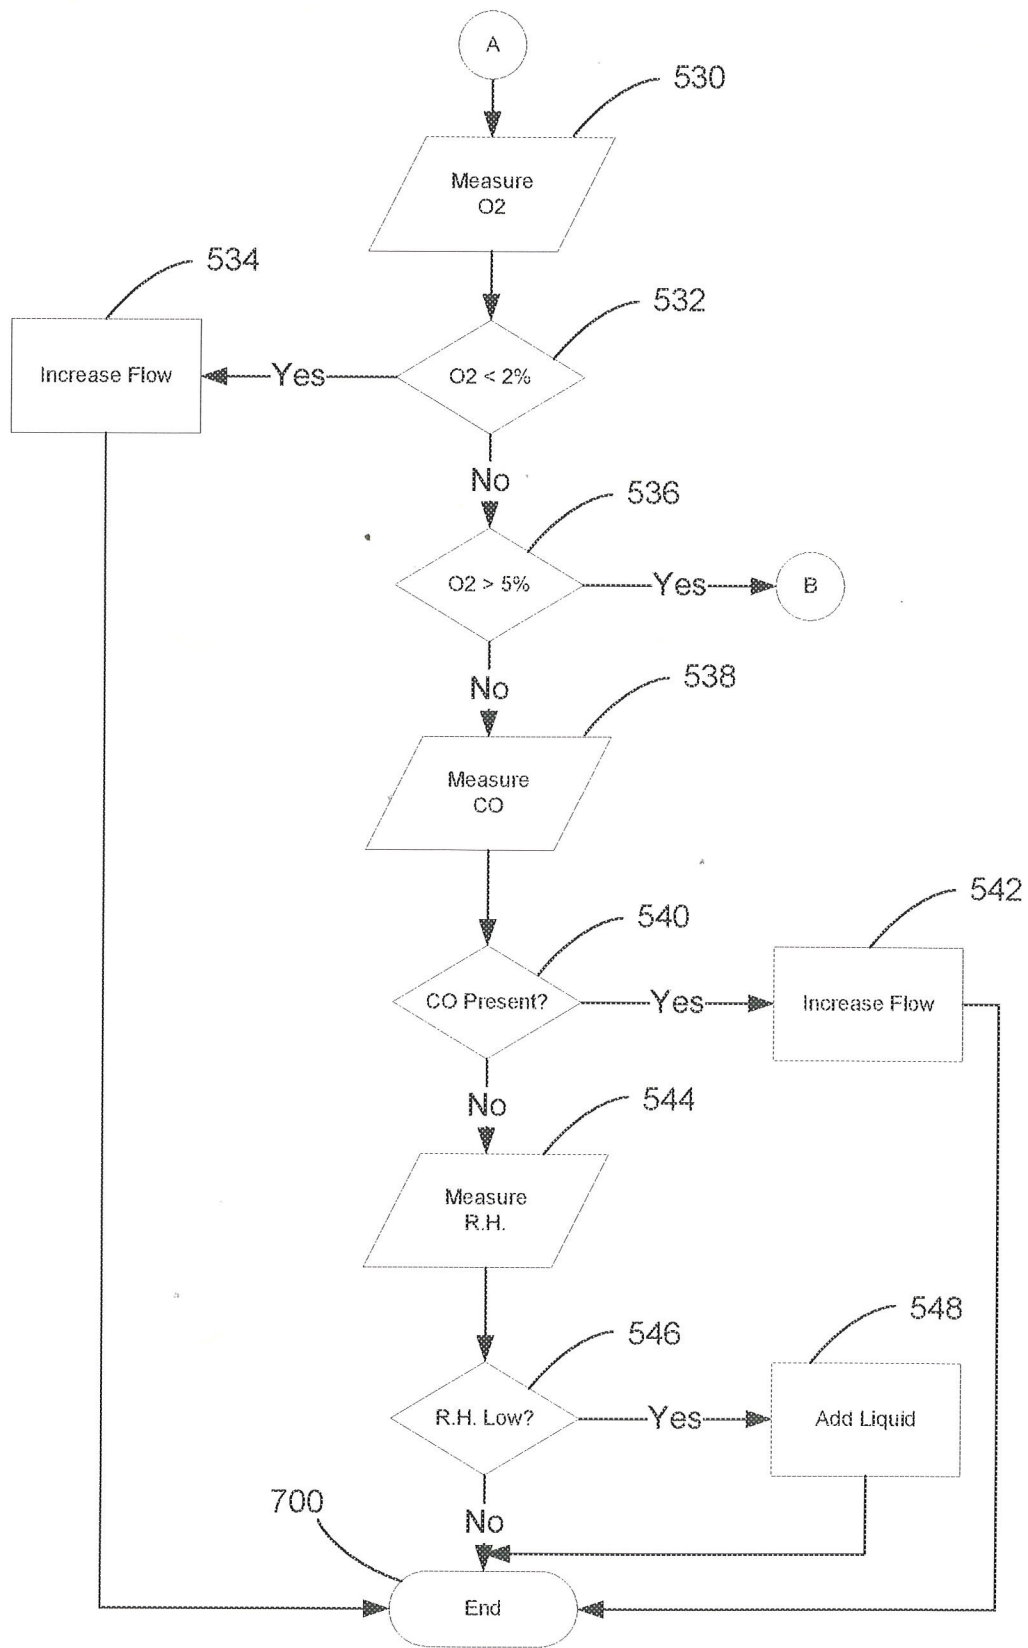 A
530
Measure
O2
534
532
Increase Flow
Yes
O2 < 2%
No
536
O2 > 5%
Yes
B
No
538
Measure
CO
542
540
CO Present?
Yes
Increase Flow
No
544
Measure
R.H.
548
546
R.H. Low?
Yes
Add Liquid
700
No
End